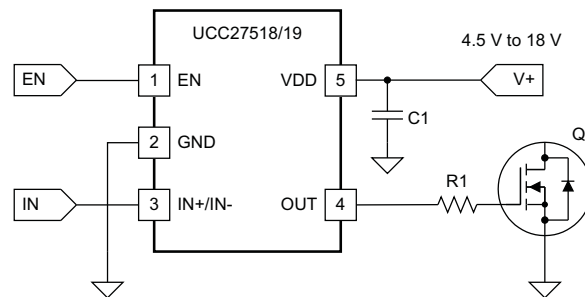 UCC27518/19
4.5 V to 18 V
EN
1
EN
VDD
5
V+
C1
2
GND
Q
IN
3
IN+/IN-
OUT
4
R1